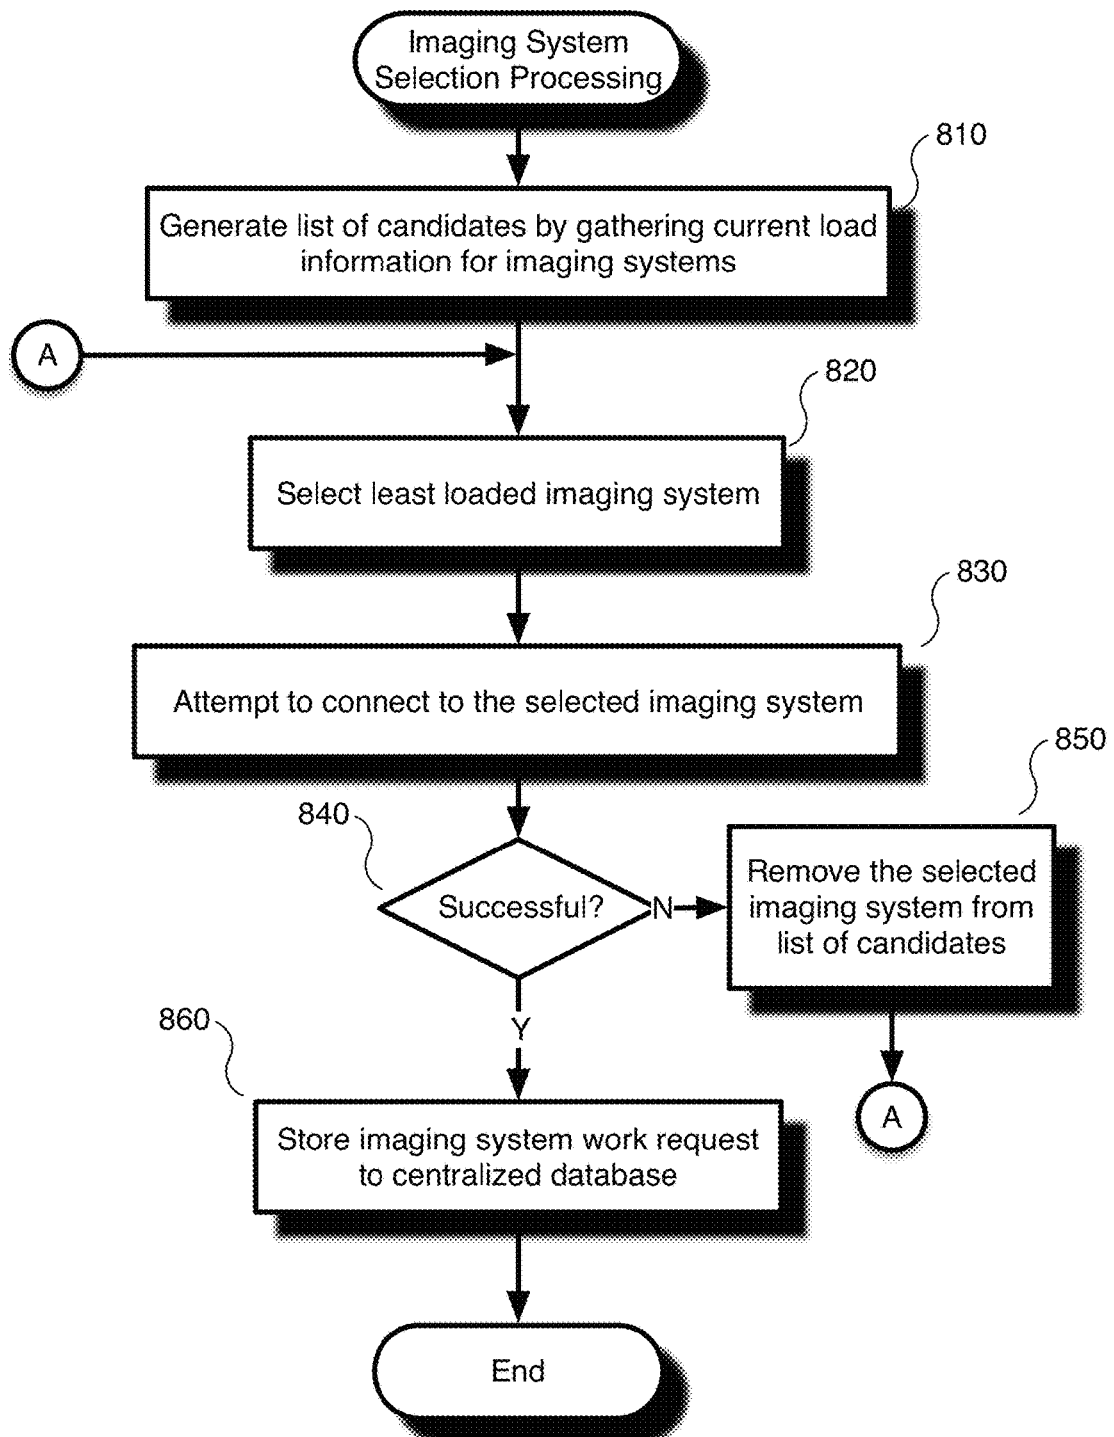 Imaging System
Selection Processing
810
Generate list of candidates by gathering current load
information for imaging systems
A
820
Select least loaded imaging system
830
Attempt to connect to the selected imaging system
840
Successful?
N
850
Remove the selected
imaging system from
list of candidates
A
Y
860
Store imaging system work request
to centralized database
End